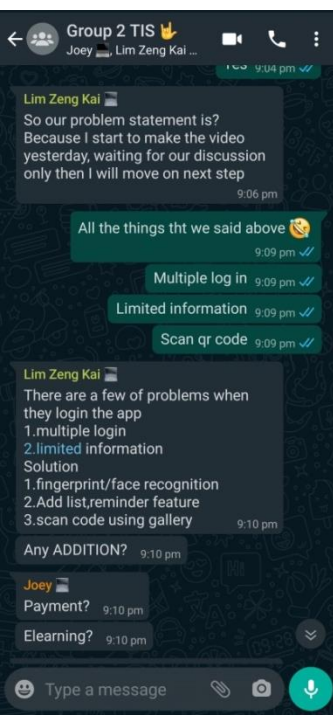 Group 2 TIS 🤟
Joey 💻, Lim Zeng Kai ...
Yes 9:04 pm
Lim Zeng Kai
So our problem statement is?
Because I start to make the video
yesterday, waiting for our discussion
only then I will move on next step
9:06 pm
All the things tht we said above
9:09 pm
Multiple log in 9:09 pm
Limited information 9:09 pm
Scan qr code 9:09 pm
Lim Zeng Kai
There are a few of problems when
they login the app
1.multiple login
2.limited information
Solution
1.fingerprint/face recognition
2.Add list,reminder feature
3.scan code using gallery 9:10 pm
Any ADDITION? 9:10 pm
Joey
Payment? 9:10 pm
Elearning? 9:10 pm
Type a message